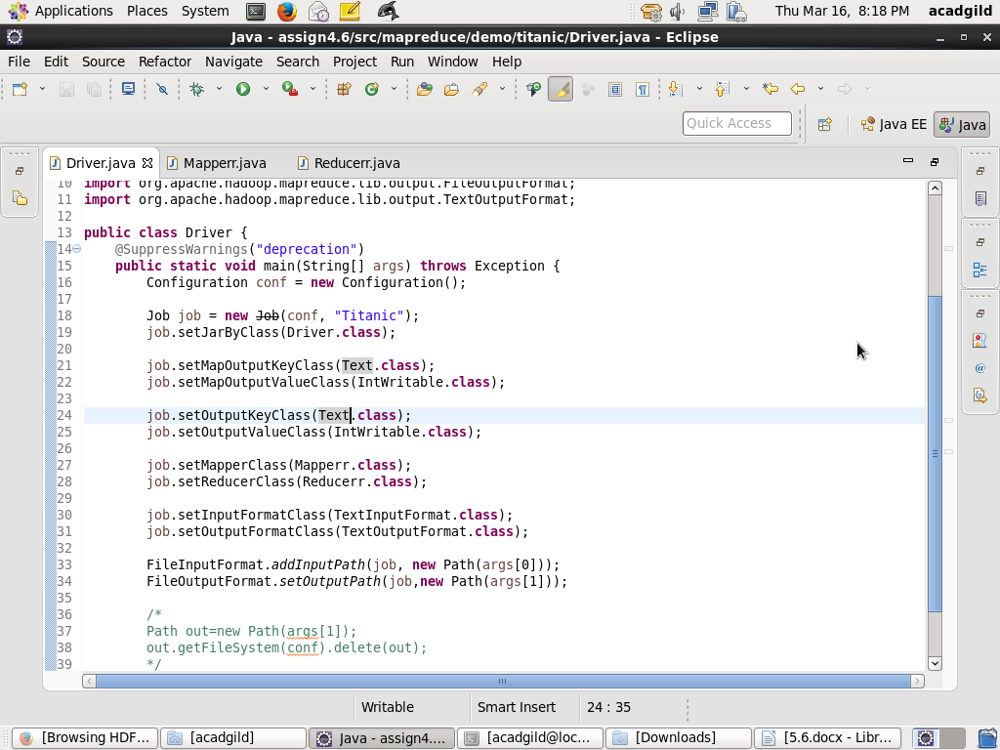 Applications Places System Thu Mar 16, 8:18 PM acadgild
Java - assign4.6/src/mapreduce/demo/titanic/Driver.java - Eclipse
File Edit Source Refactor Navigate Search Project Run Window Help
Quick Access Java EE Java
Driver.java Mapperr.java Reducerr.java
10 import org.apache.hadoop.mapreduce.lib.output.FileOutputFormat;
11 import org.apache.hadoop.mapreduce.lib.output.TextOutputFormat;
12
13 public class Driver {
14 @SuppressWarnings("deprecation")
15 public static void main(String[] args) throws Exception {
16 Configuration conf = new Configuration();
17
18 Job job = new Job(conf, "Titanic");
19 job.setJarByClass(Driver.class);
20
21 job.setMapOutputKeyClass(Text.class);
22 job.setMapOutputValueClass(IntWritable.class);
23
24 job.setOutputKeyClass(Text.class);
25 job.setOutputValueClass(IntWritable.class);
26
27 job.setMapperClass(Mapperr.class);
28 job.setReducerClass(Reducerr.class);
29
30 job.setInputFormatClass(TextInputFormat.class);
31 job.setOutputFormatClass(TextOutputFormat.class);
32
33 FileInputFormat.addInputPath(job, new Path(args[0]));
34 FileOutputFormat.setOutputPath(job,new Path(args[1]));
35
36 /*
37 Path out=new Path(args[1]);
38 out.getFileSystem(conf).delete(out);
39 */
Writable Smart Insert 24 : 35
[Browsing HDF... [acadgild] Java - assign4.... [acadgild@loc... [Downloads] [5.6.docx - Libr...